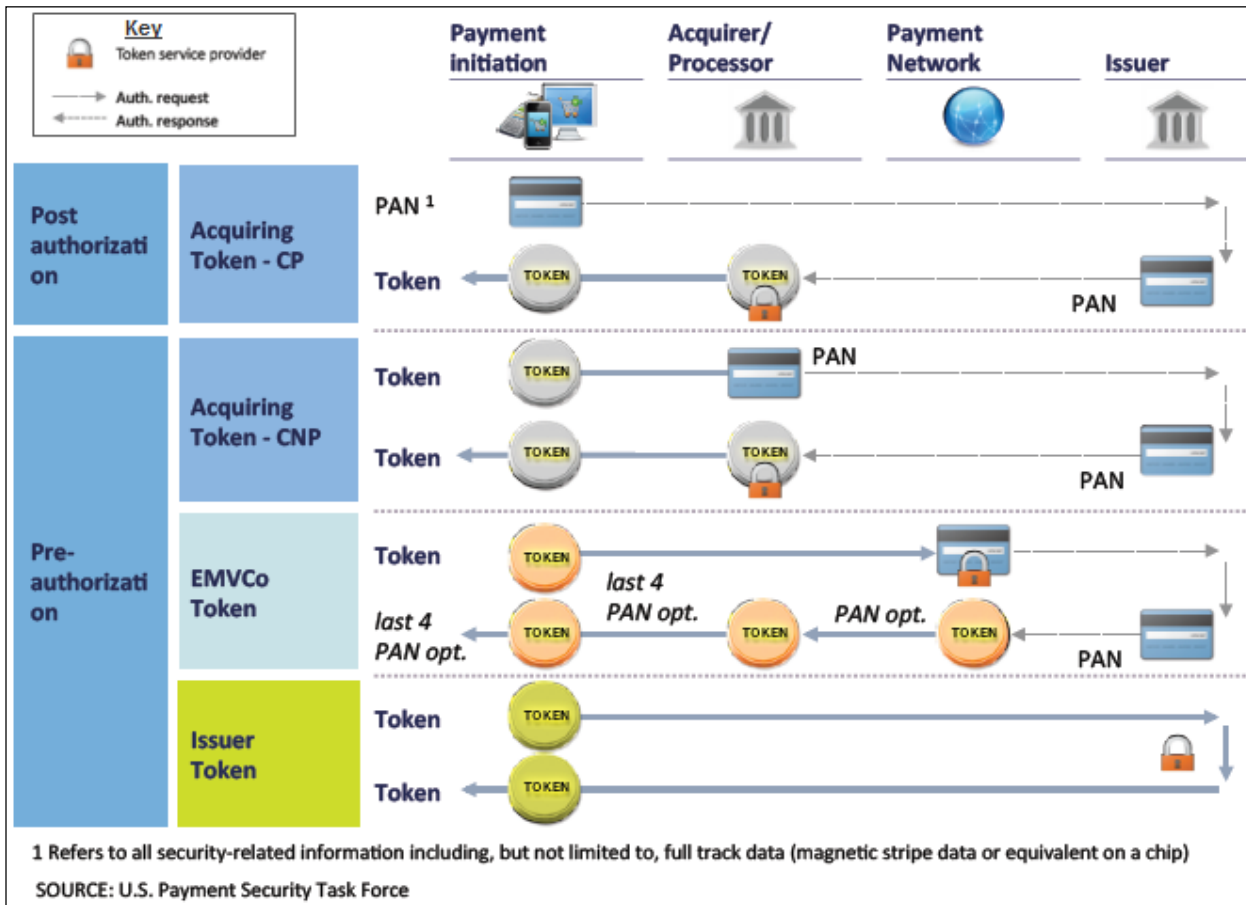 Key
Token service provider
Auth. request
Auth. response
Payment
initiation
Acquirer/
Processor
Payment
Network
Issuer
Post
authorizati
on
Acquiring
Token - CP
PAN 1
Token
TOKEN
TOKEN
PAN
Pre-
authorizati
on
Acquiring
Token - CNP
Token
TOKEN
PAN
Token
TOKEN
TOKEN
PAN
EMVCo
Token
Token
TOKEN
last 4
PAN opt.
last 4
PAN opt.
TOKEN
TOKEN
PAN opt.
TOKEN
PAN
Issuer
Token
Token
TOKEN
Token
TOKEN
1 Refers to all security-related information including, but not limited to, full track data (magnetic stripe data or equivalent on a chip)
SOURCE: U.S. Payment Security Task Force